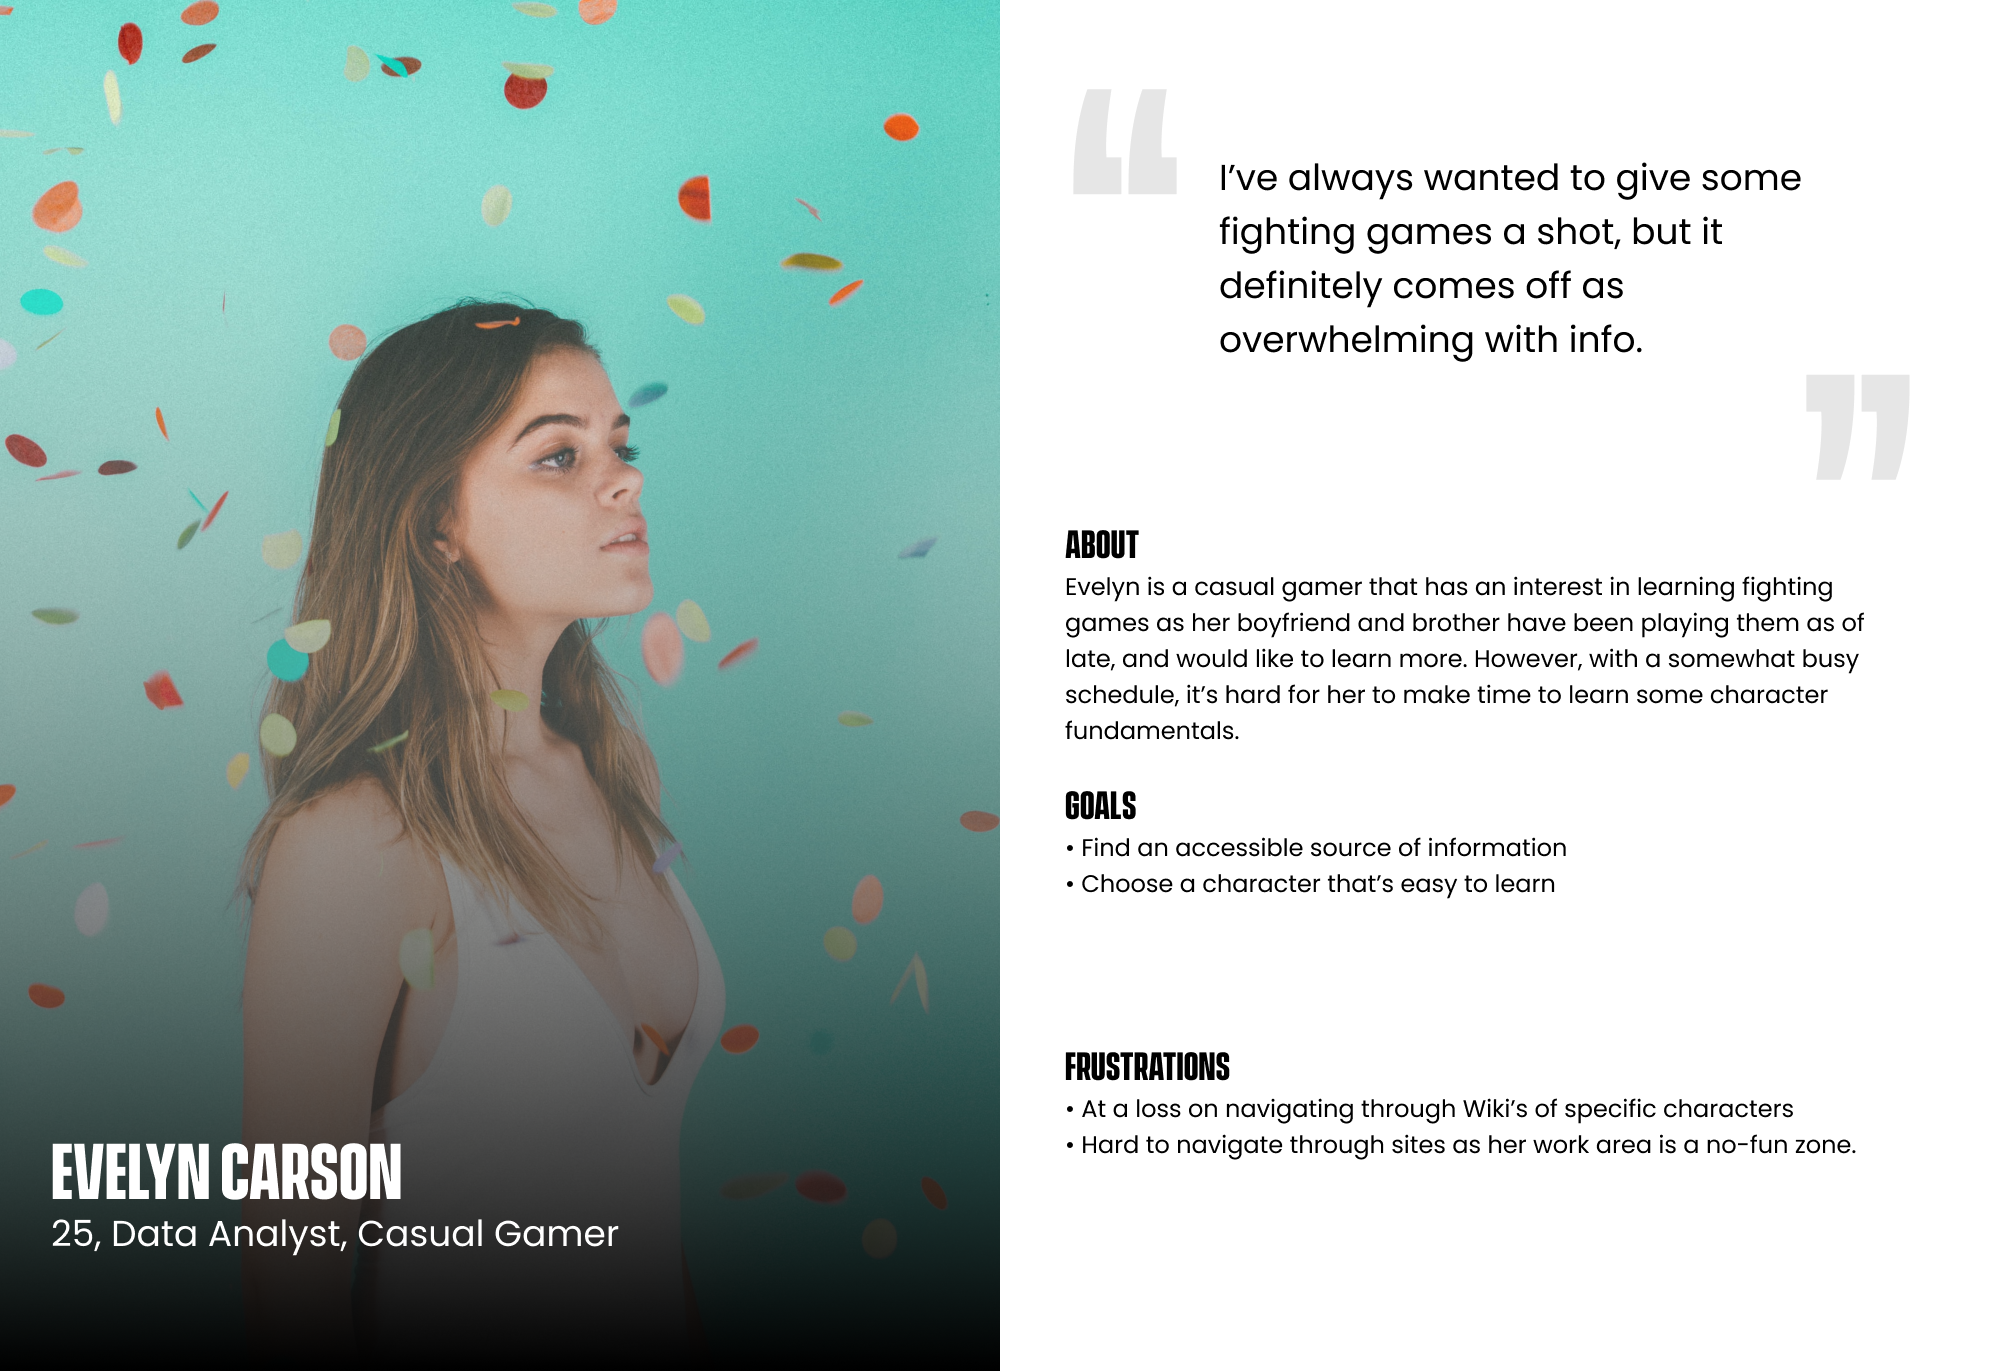 “
I’ve always wanted to give some
fighting games a shot, but it
definitely comes off as
overwhelming with info.
”
ABOUT
Evelyn is a casual gamer that has an interest in learning fighting
games as her boyfriend and brother have been playing them as of
late, and would like to learn more. However, with a somewhat busy
schedule, it’s hard for her to make time to learn some character
fundamentals.
GOALS
• Find an accessible source of information
• Choose a character that’s easy to learn
FRUSTRATIONS
• At a loss on navigating through Wiki’s of specific characters
• Hard to navigate through sites as her work area is a no-fun zone.
EVELYN CARSON
25, Data Analyst, Casual Gamer